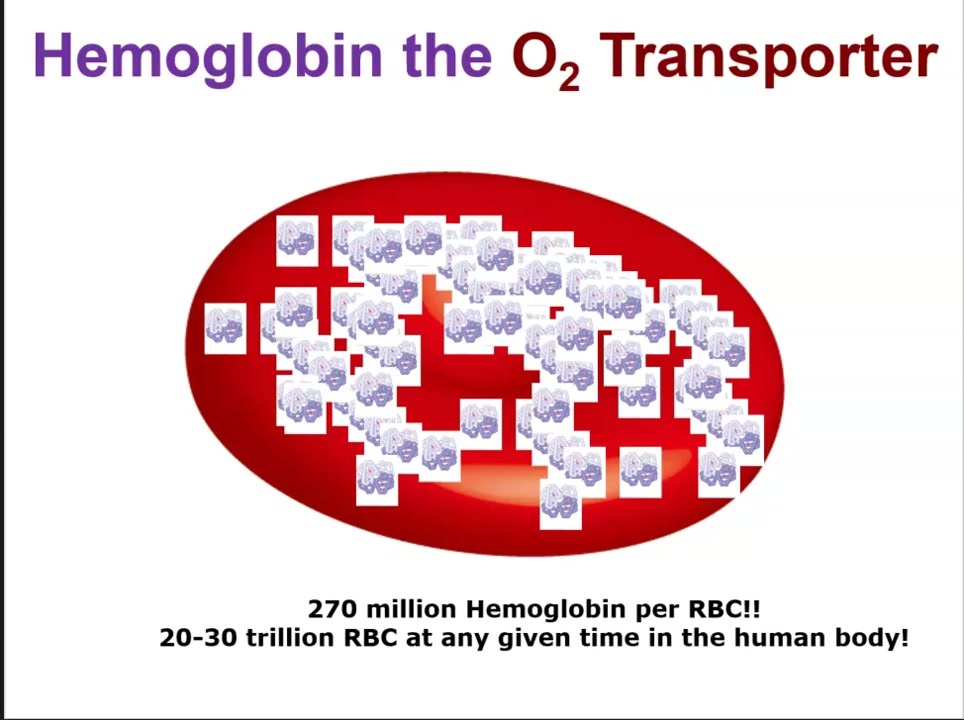 Hemoglobin the O₂ Transporter
270 million Hemoglobin per RBC!!
20-30 trillion RBC at any given time in the human body!